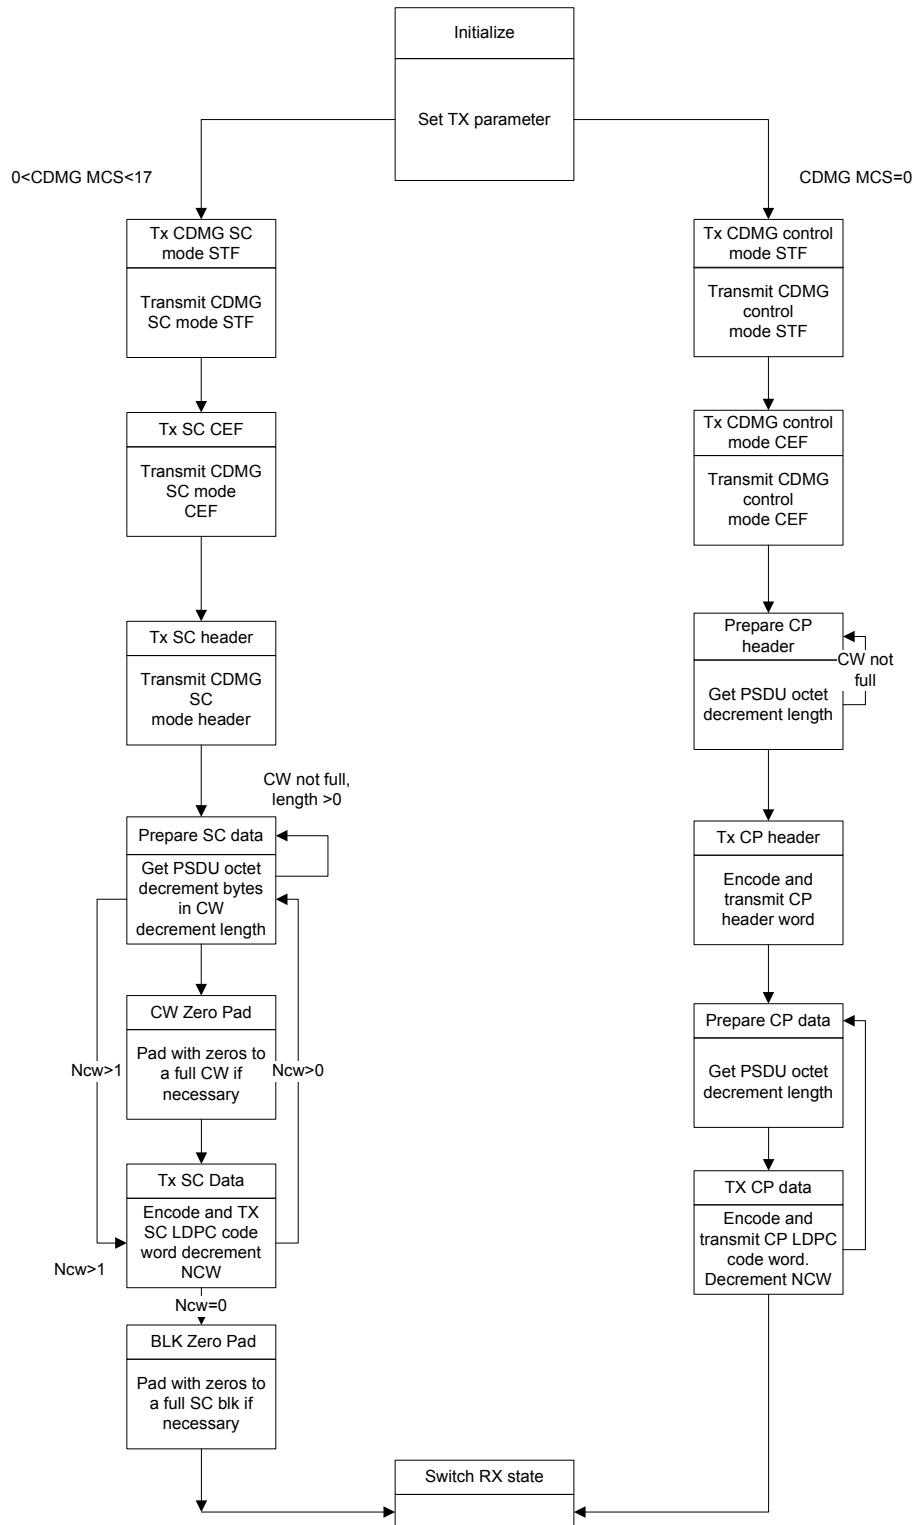 Initialize
Set TX parameter
0<CDMG MCS<17
CDMG MCS=0
Tx CDMG SC
mode STF
Transmit CDMG
SC mode STF
Tx SC CEF
Transmit CDMG
SC mode
CEF
Tx SC header
Transmit CDMG
SC
mode header
CW not full,
length >0
Prepare SC data
Get PSDU octet
decrement bytes
in CW
decrement length
CW Zero Pad
Pad with zeros to
a full CW if
necessary
Ncw>1
Ncw>0
Tx SC Data
Encode and TX
SC LDPC code
word decrement
NCW
Ncw>1
Ncw=0
BLK Zero Pad
Pad with zeros to
a full SC blk if
necessary
Tx CDMG control
mode STF
Transmit CDMG
control
mode STF
Tx CDMG control
mode CEF
Transmit CDMG
control
mode CEF
Prepare CP
header
CW not
full
Get PSDU octet
decrement length
Tx CP header
Encode and
transmit CP
header word
Prepare CP data
Get PSDU octet
decrement length
TX CP data
Encode and
transmit CP LDPC
code word.
Decrement NCW
Switch RX state